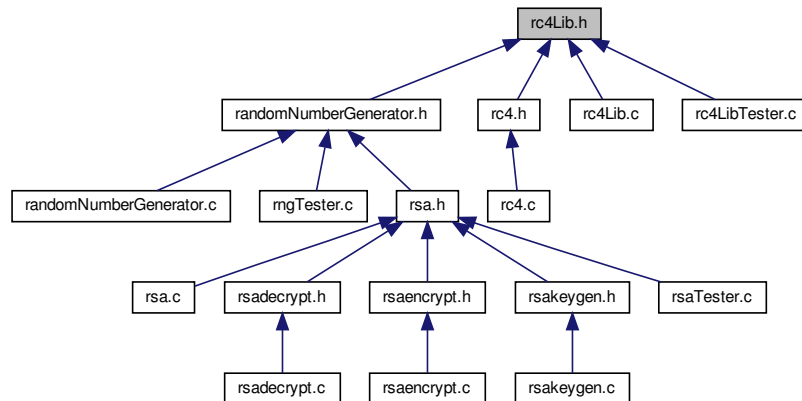 rc4Lib.h
randomNumberGenerator.h
rc4.h
rc4Lib.c
rc4LibTester.c
randomNumberGenerator.c
rngTester.c
rsa.h
rc4.c
rsa.c
rsadecrypt.h
rsaencrypt.h
rsakeygen.h
rsaTester.c
rsadecrypt.c
rsaencrypt.c
rsakeygen.c